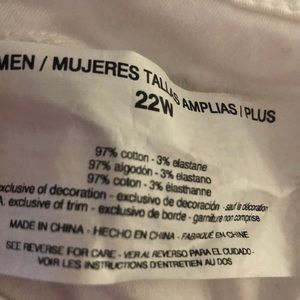 MEN / MUJERES TALLAS AMPLIAS / PLUS
22W
97% cotton - 3% elastane
97% algodón - 3% elastano
97% coton - 3% élasthanne
exclusive of decoration - exclusivo de decoración - sauf la décoration
A. exclusive of trim - exclusivo de borde - garniture non comprise
MADE IN CHINA - HECHO EN CHINA - FABRIQUÉ EN CHINE.
SEE REVERSE FOR CARE - VER AL REVERSO PARA EL CUIDADO -
VOIR LES INSTRUCTIONS D'ENTRETIEN AU DOS